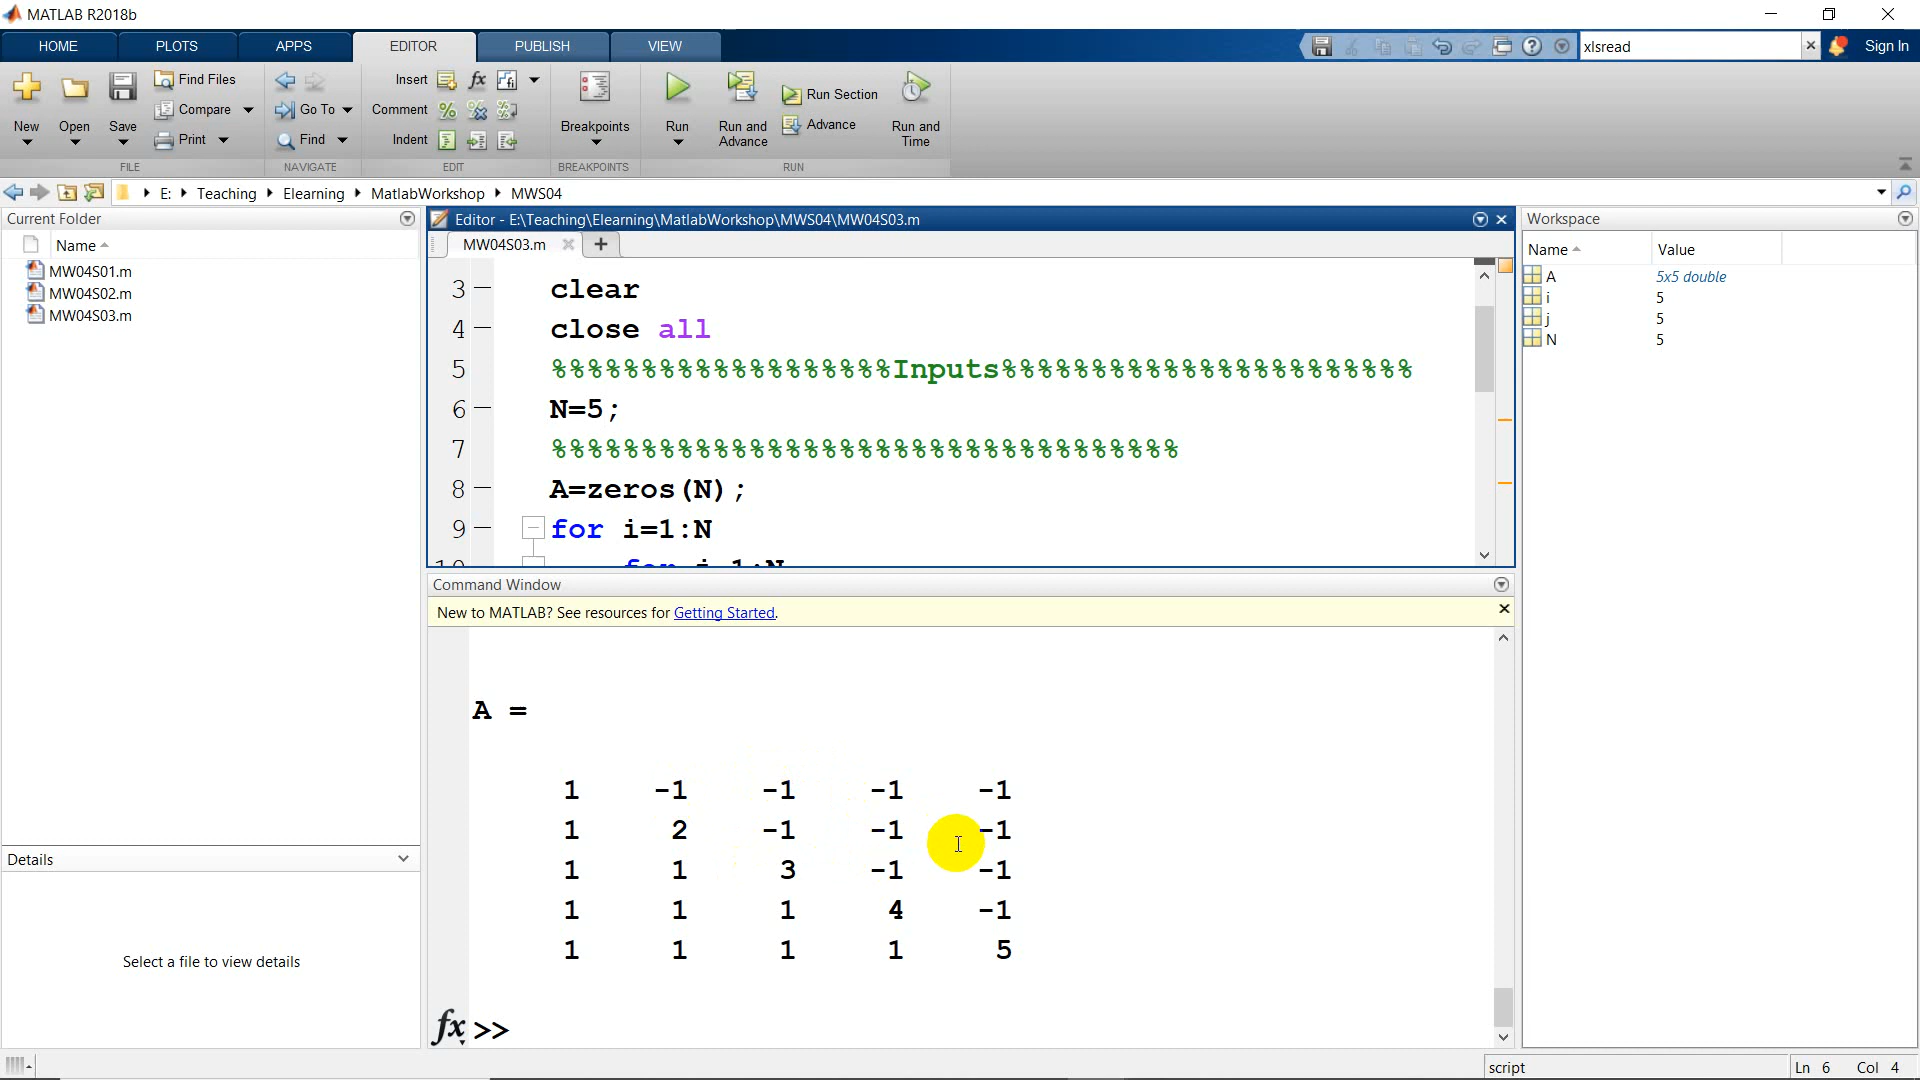 MATLAB R2018b
HOME PLOTS APPS EDITOR PUBLISH VIEW xlsread Sign In
New Open Save Find Files Compare Print
Go To Find
Insert Comment Indent
Breakpoints
Run Run and Advance Run Section Advance Run and Time
FILE NAVIGATE EDIT BREAKPOINTS RUN
E: Teaching Elearning MatlabWorkshop MWS04
Current Folder
Name
MW04S01.m
MW04S02.m
MW04S03.m
Details
Select a file to view details
Editor - E:\Teaching\Elearning\MatlabWorkshop\MWS04\MW04S03.m
MW04S03.m
3 clear
4 close all
5 %%%%%%%%%%%%%%%%%%%Inputs%%%%%%%%%%%%%%%%%%%%%%%
6 N=5;
7 %%%%%%%%%%%%%%%%%%%%%%%%%%%%%%%%%%%
8 A=zeros(N);
9 for i=1:N
Command Window
New to MATLAB? See resources for Getting Started.
A =
1 -1 -1 -1 -1
1 2 -1 -1 -1
1 1 3 -1 -1
1 1 1 4 -1
1 1 1 1 5
fx >>
Workspace
Name Value
A 5x5 double
i 5
j 5
N 5
script Ln 6 Col 4